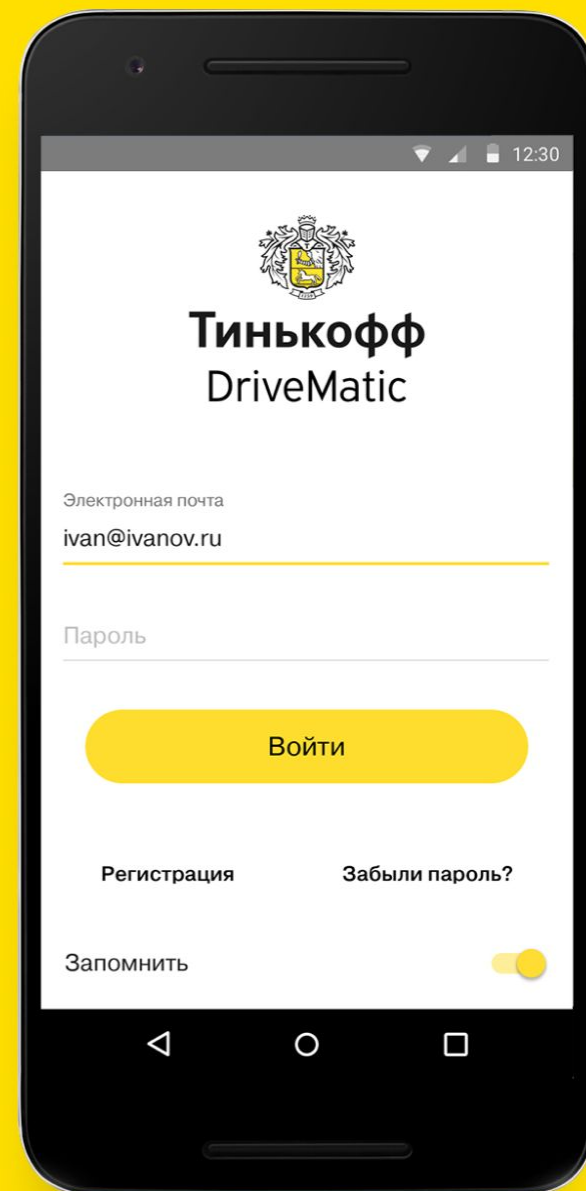 12:30
Тинькофф
DriveMatic
Электронная почта
ivan@ivanov.ru
Пароль
Войти
Регистрация Забыли пароль?
Запомнить